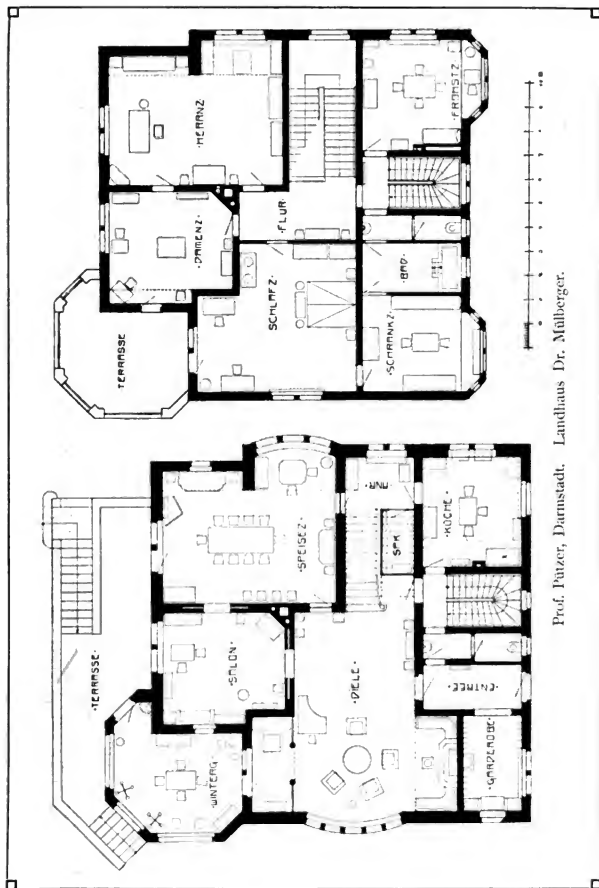 ·HERRNZ·
·FRÜHSTZ·
·DAMENZ·
·FLUR·
·BAD·
SCHLAFZ·
·SCHRANKZ·
TERRASSE
·TERRASSE·
·SPEISEZ·
·ANR·
SPK
·KÜCHE·
·SALON·
·DIELE·
·ENTREE·
·WINTERG·
·GARDEROBE·
Prof. Pützer, Darmstadt. Landhaus Dr. Mülberger.